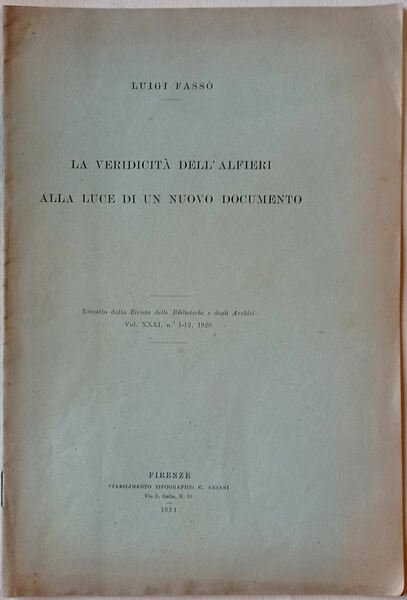 LUIGI FASSÒ
LA VERIDICITÀ DELL'ALFIERI
ALLA LUCE DI UN NUOVO DOCUMENTO
Estratto dalla Rivista delle Biblioteche e degli Archivi
Vol. XXXI, n.i 1-12, 1920
FIRENZE
STABILIMENTO TIPOGRAFICO E. ARIANI
Via S. Gallo, N.
1921